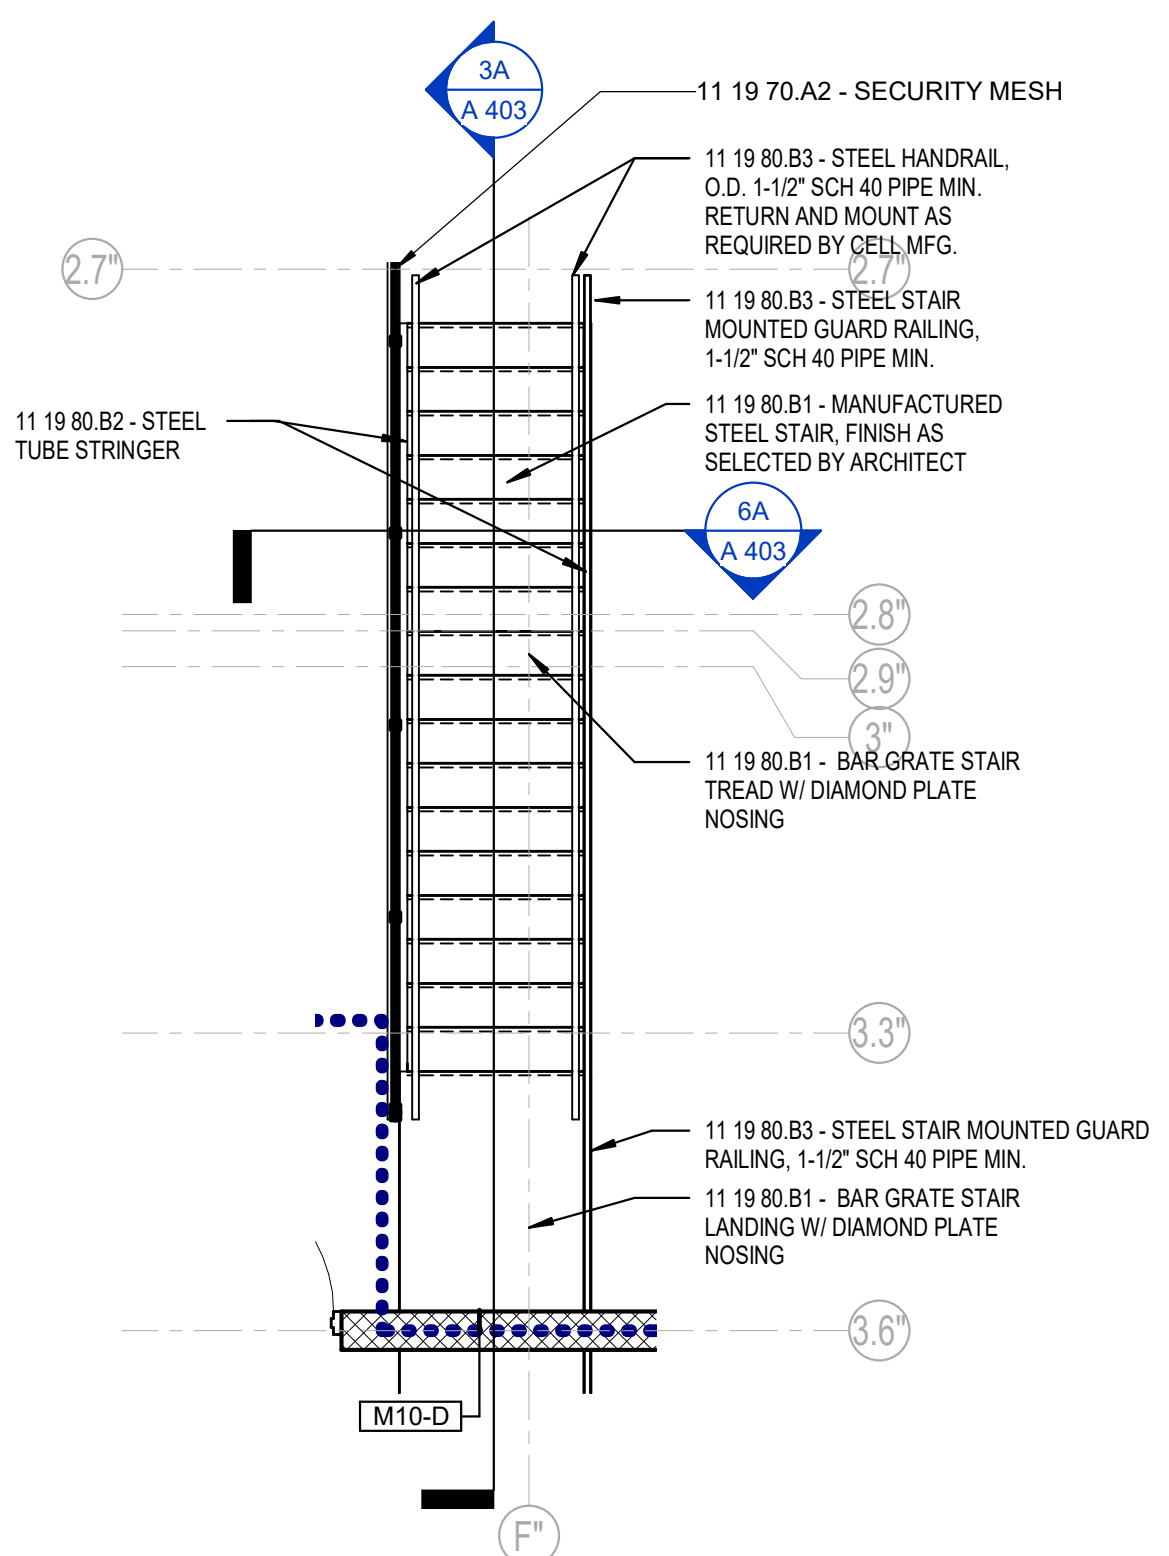 3A
A 403
11 19 70.A2 - SECURITY MESH
11 19 80.B3 - STEEL HANDRAIL,
O.D. 1-1/2" SCH 40 PIPE MIN.
RETURN AND MOUNT AS
REQUIRED BY CELL MFG.
2.7"
2.7"
11 19 80.B3 - STEEL STAIR
MOUNTED GUARD RAILING,
1-1/2" SCH 40 PIPE MIN.
11 19 80.B1 - MANUFACTURED
STEEL STAIR, FINISH AS
SELECTED BY ARCHITECT
11 19 80.B2 - STEEL
TUBE STRINGER
6A
A 403
2.8"
2.9"
3"
11 19 80.B1 - BAR GRATE STAIR
TREAD W/ DIAMOND PLATE
NOSING
3.3"
11 19 80.B3 - STEEL STAIR MOUNTED GUARD
RAILING, 1-1/2" SCH 40 PIPE MIN.
11 19 80.B1 - BAR GRATE STAIR
LANDING W/ DIAMOND PLATE
NOSING
3.6"
M10-D
F"